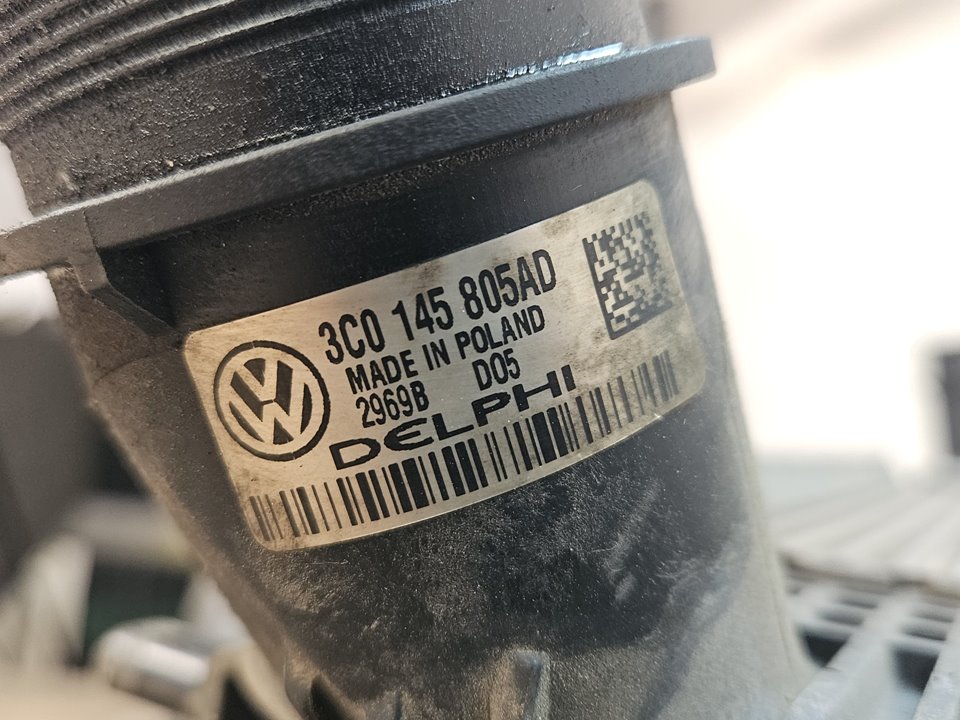 3C0 145 805AD
MADE IN POLAND
2969B D05
DELPHI